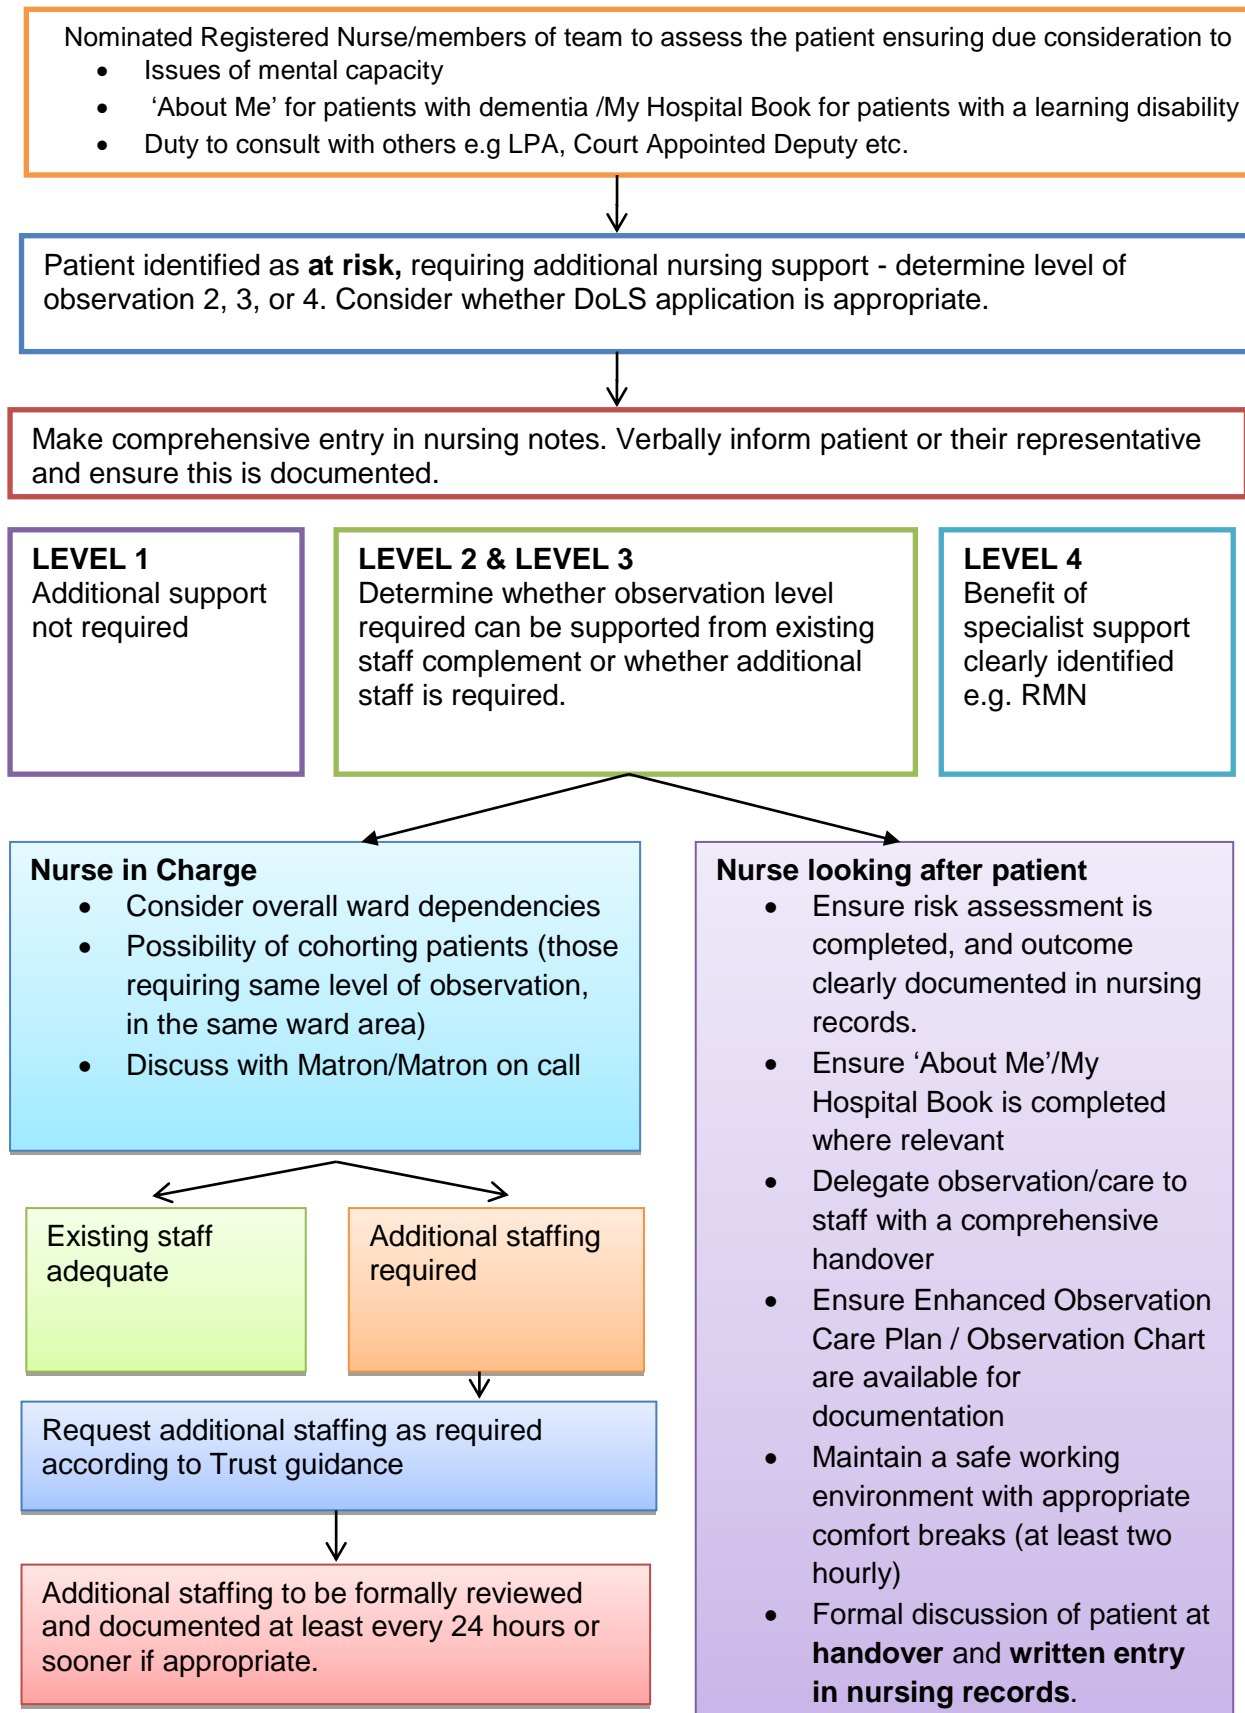 Nominated Registered Nurse/members of team to assess the patient ensuring due consideration to
• Issues of mental capacity
• ‘About Me’ for patients with dementia /My Hospital Book for patients with a learning disability
• Duty to consult with others e.g LPA, Court Appointed Deputy etc.
Patient identified as at risk, requiring additional nursing support - determine level of
observation 2, 3, or 4. Consider whether DoLS application is appropriate.
Make comprehensive entry in nursing notes. Verbally inform patient or their representative
and ensure this is documented.
LEVEL 1
Additional support
not required
LEVEL 2 & LEVEL 3
Determine whether observation level
required can be supported from existing
staff complement or whether additional
staff is required.
LEVEL 4
Benefit of
specialist support
clearly identified
e.g. RMN
Nurse in Charge
• Consider overall ward dependencies
• Possibility of cohorting patients (those
requiring same level of observation,
in the same ward area)
• Discuss with Matron/Matron on call
Existing staff
adequate
Additional staffing
required
Request additional staffing as required
according to Trust guidance
Additional staffing to be formally reviewed
and documented at least every 24 hours or
sooner if appropriate.
Nurse looking after patient
• Ensure risk assessment is
completed, and outcome
clearly documented in nursing
records.
• Ensure ‘About Me’/My
Hospital Book is completed
where relevant
• Delegate observation/care to
staff with a comprehensive
handover
• Ensure Enhanced Observation
Care Plan / Observation Chart
are available for
documentation
• Maintain a safe working
environment with appropriate
comfort breaks (at least two
hourly)
• Formal discussion of patient at
handover and written entry
in nursing records.